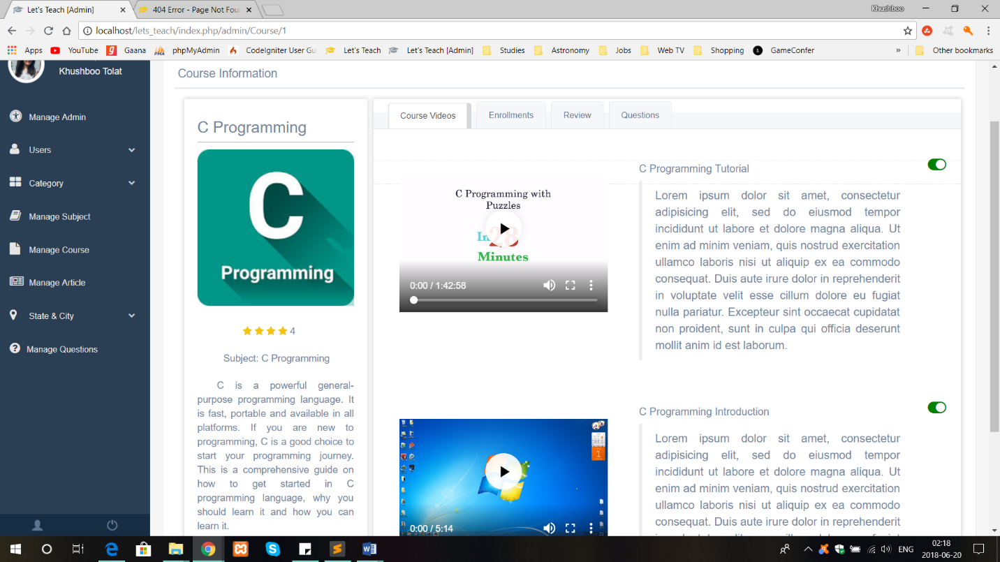 Let's Teach [Admin]
404 Error - Page Not Fou
Khushboo
localhost/lets_teach/index.php/admin/Course/1
Apps YouTube Gaana phpMyAdmin CodeIgniter User Gu Let's Teach Let's Teach [Admin] Studies Astronomy Jobs Web TV Shopping GameConfer » Other bookmarks
Khushboo Tolat
Manage Admin
Users
Category
Manage Subject
Manage Course
Manage Article
State & City
Manage Questions
Course Information
C Programming
C
Programming
4
Subject: C Programming
C is a powerful general-
purpose programming language. It
is fast, portable and available in all
platforms. If you are new to
programming, C is a good choice to
start your programming journey.
This is a comprehensive guide on
how to get started in C
programming language, why you
should learn it and how you can
learn it.
Course Videos Enrollments Review Questions
C Programming with
Puzzles
In 28
Minutes
0:00 / 1:42:58
C Programming Tutorial
Lorem ipsum dolor sit amet, consectetur
adipisicing elit, sed do eiusmod tempor
incididunt ut labore et dolore magna aliqua. Ut
enim ad minim veniam, quis nostrud exercitation
ullamco laboris nisi ut aliquip ex ea commodo
consequat. Duis aute irure dolor in reprehenderit
in voluptate velit esse cillum dolore eu fugiat
nulla pariatur. Excepteur sint occaecat cupidatat
non proident, sunt in culpa qui officia deserunt
mollit anim id est laborum.
1
0:00 / 5:14
C Programming Introduction
Lorem ipsum dolor sit amet, consectetur
adipisicing elit, sed do eiusmod tempor
incididunt ut labore et dolore magna aliqua. Ut
enim ad minim veniam, quis nostrud exercitation
ullamco laboris nisi ut aliquip ex ea commodo
consequat. Duis aute irure dolor in reprehenderit
ENG
02:18
2018-06-20